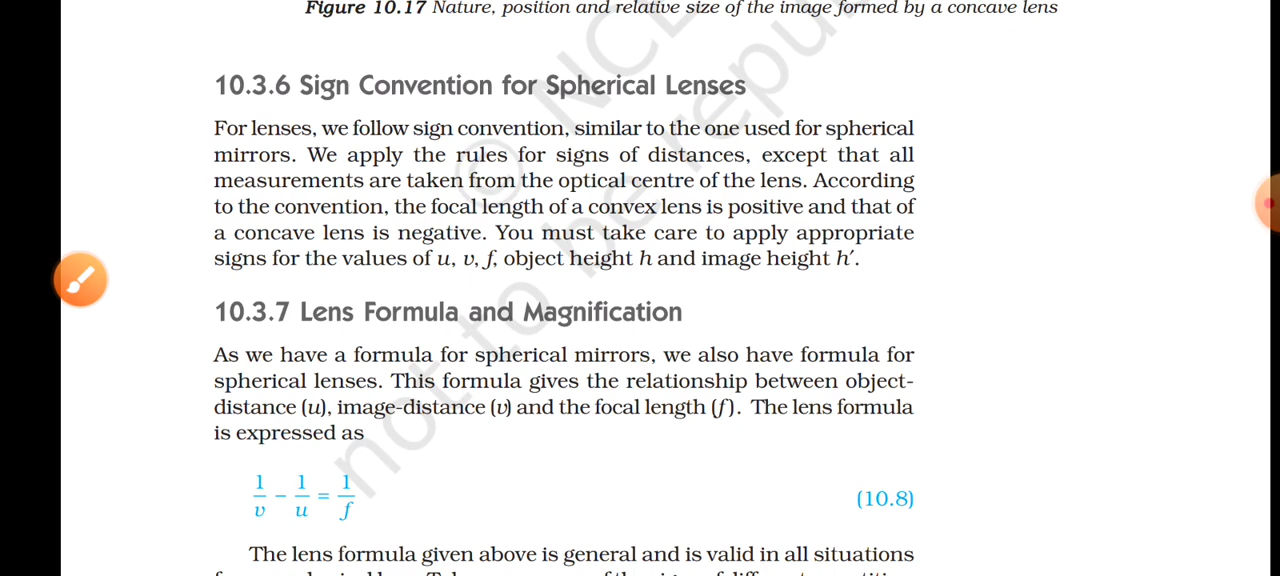 Figure 10.17 Nature, position and relative size of the image formed by a concave lens
10.3.6 Sign Convention for Spherical Lenses
For lenses, we follow sign convention, similar to the one used for spherical
mirrors. We apply the rules for signs of distances, except that all
measurements are taken from the optical centre of the lens. According
to the convention, the focal length of a convex lens is positive and that of
a concave lens is negative. You must take care to apply appropriate
signs for the values of u, v, f, object height h and image height h′.
10.3.7 Lens Formula and Magnification
As we have a formula for spherical mirrors, we also have formula for
spherical lenses. This formula gives the relationship between object-
distance (u), image-distance (v) and the focal length (f). The lens formula
is expressed as
1/v − 1/u = 1/f (10.8)
The lens formula given above is general and is valid in all situations
© NCE
not to be repu